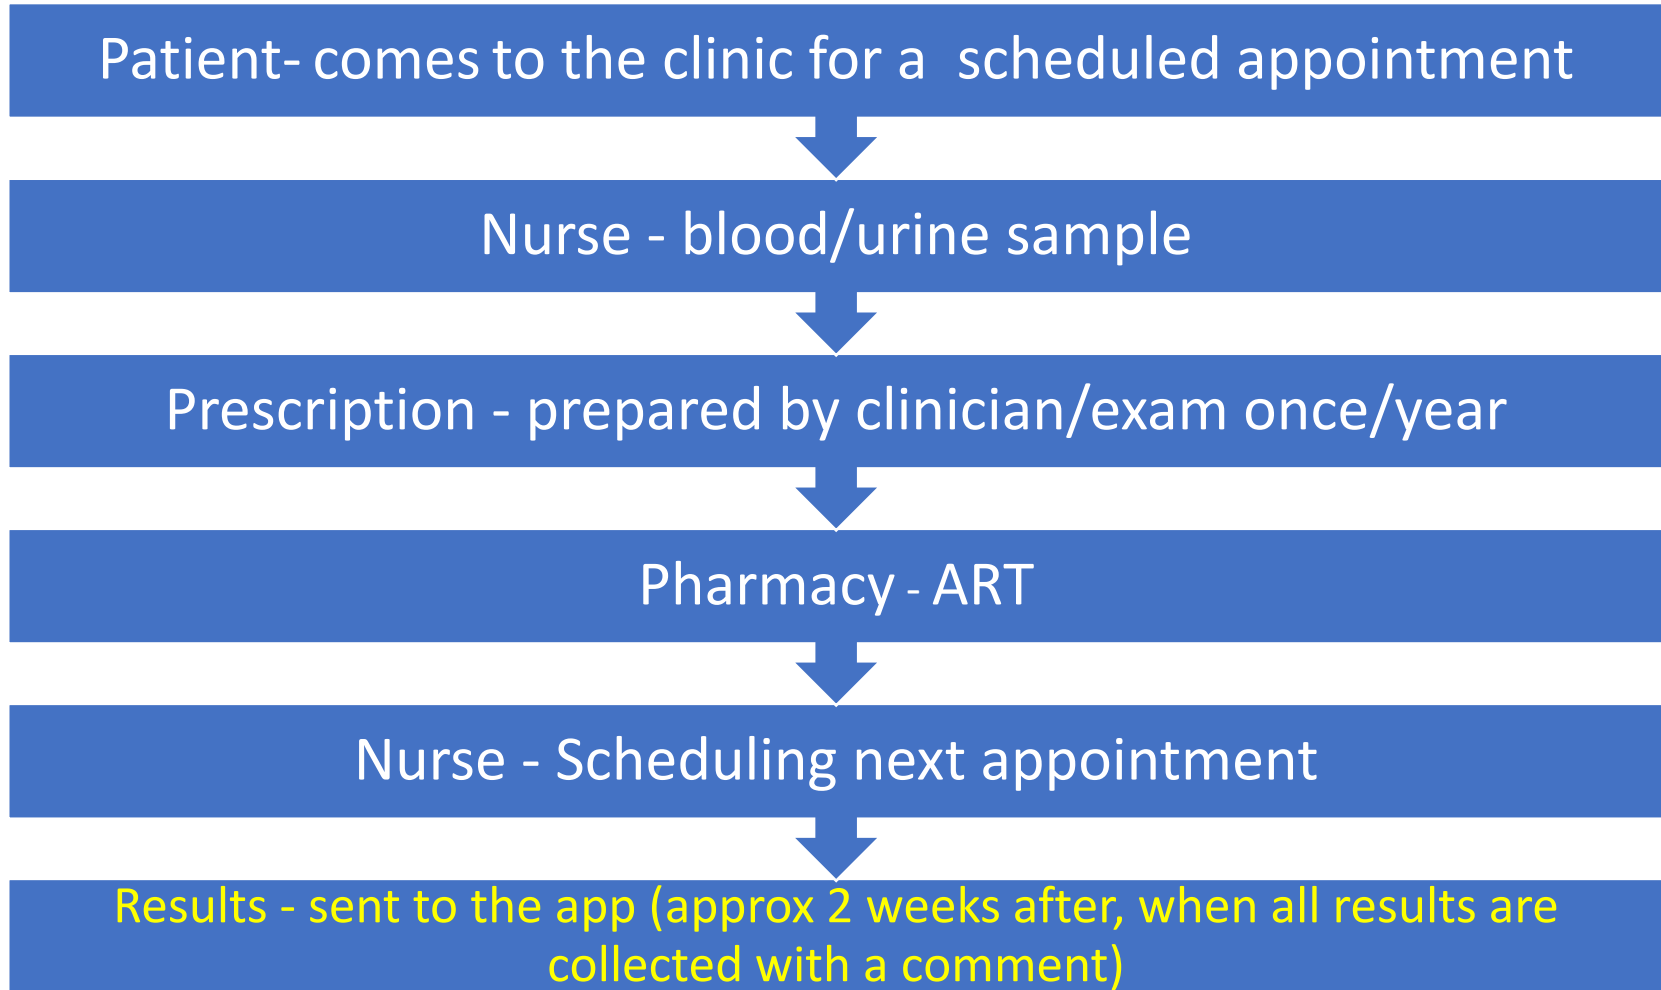 Patient- comes to the clinic for a  scheduled appointment
Nurse - blood/urine sample
Prescription - prepared by clinician/exam once/year
Pharmacy - ART
Nurse - Scheduling next appointment
Results - sent to the app (approx 2 weeks after, when all results are
collected with a comment)